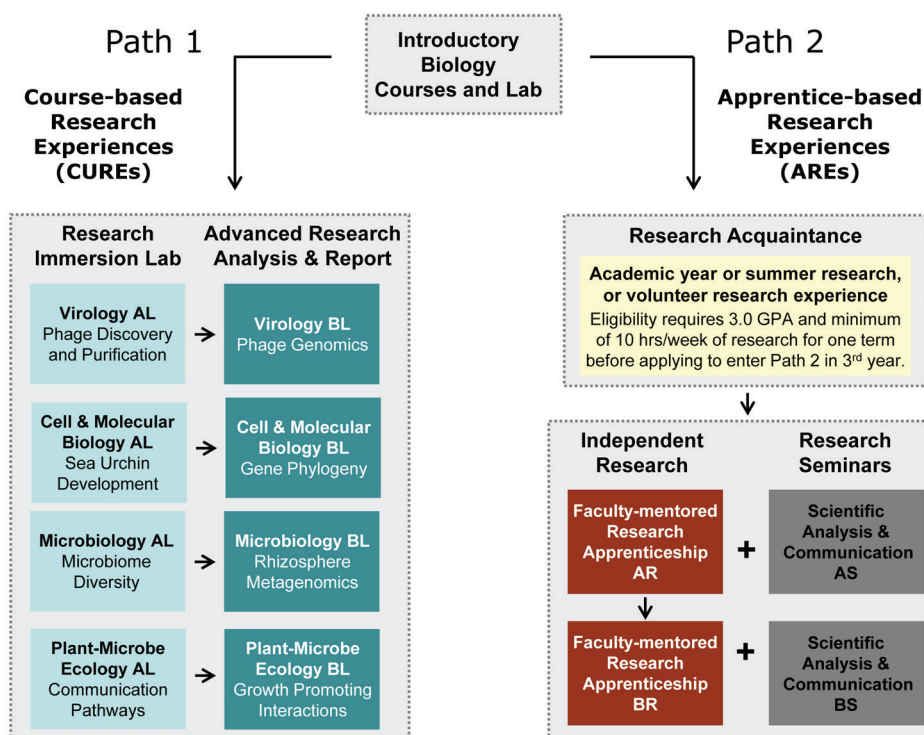 Path 1
Introductory
Biology
Courses and Lab
Path 2
Course-based
Research
Experiences
(CUREs)
Apprentice-based
Research
Experiences
(AREs)
Research
Immersion Lab
Advanced Research
Analysis & Report
Virology AL
Phage Discovery
and Purification
Virology BL
Phage Genomics
Cell & Molecular
Biology AL
Sea Urchin
Development
Cell & Molecular
Biology BL
Gene Phylogeny
Microbiology AL
Microbiome
Diversity
Microbiology BL
Rhizosphere
Metagenomics
Plant-Microbe
Ecology AL
Communication
Pathways
Plant-Microbe
Ecology BL
Growth Promoting
Interactions
Research Acquaintance
Academic year or summer research,
or volunteer research experience
Eligibility requires 3.0 GPA and minimum
of 10 hrs/week of research for one term
before applying to enter Path 2 in 3rd year.
Independent
Research
Research
Seminars
Faculty-mentored
Research
Apprenticeship
AR
+
Scientific
Analysis &
Communication
AS
Faculty-mentored
Research
Apprenticeship
BR
+
Scientific
Analysis &
Communication
BS